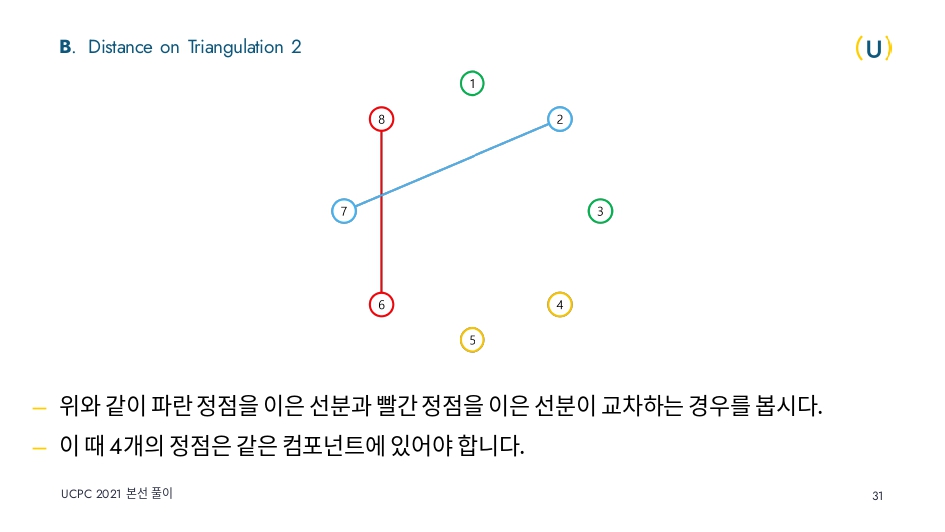 B. Distance on Triangulation 2
(U)
1
8
2
7
3
6
4
5
– 위와 같이 파란 정점을 이은 선분과 빨간 정점을 이은 선분이 교차하는 경우를 봅시다.
– 이 때 4개의 정점은 같은 컴포넌트에 있어야 합니다.
UCPC 2021 본선 풀이
31